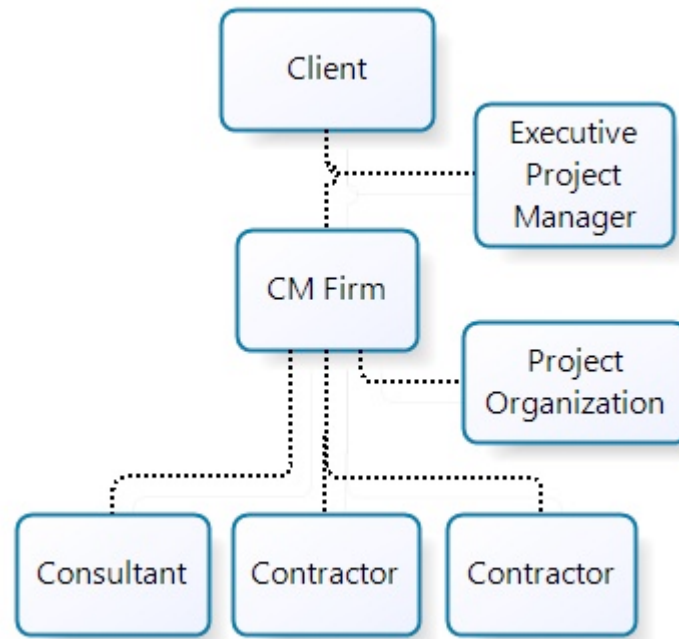 Client
Executive
Project
Manager
CM Firm
Project
Organization
Consultant
Contractor
Contractor